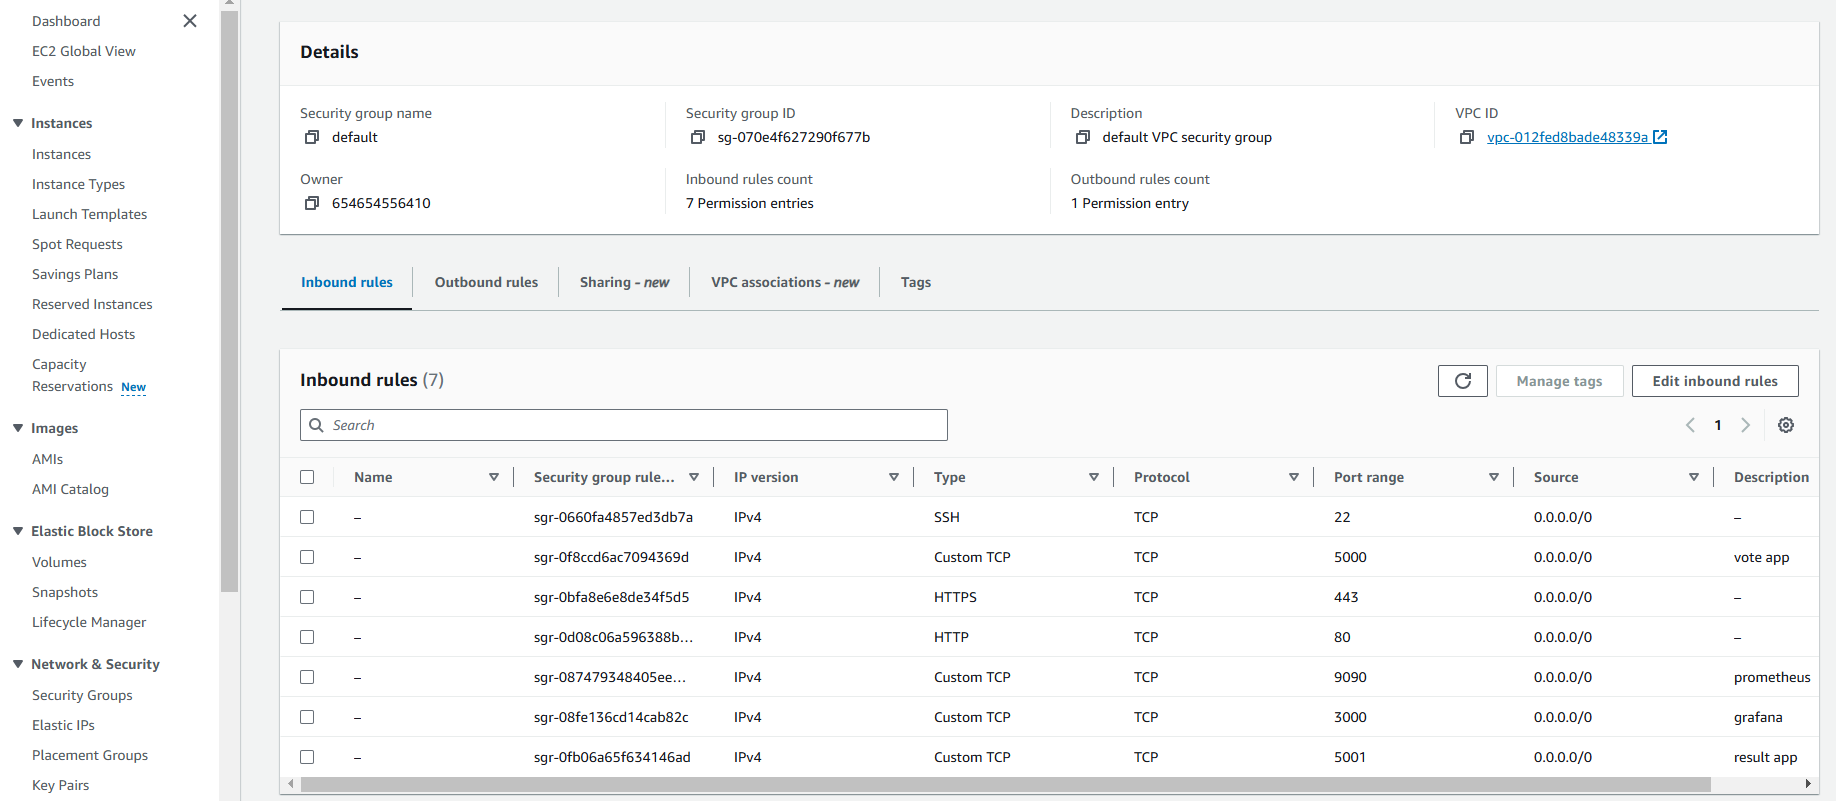 Dashboard
EC2 Global View
Events
Instances
Instances
Instance Types
Launch Templates
Spot Requests
Savings Plans
Reserved Instances
Dedicated Hosts
Capacity
Reservations New
Images
AMIs
AMI Catalog
Elastic Block Store
Volumes
Snapshots
Lifecycle Manager
Network & Security
Security Groups
Elastic IPs
Placement Groups
Key Pairs
Details
Security group name
default
Security group ID
sg-070e4f627290f677b
Description
default VPC security group
VPC ID
vpc-012fed8bade48339a
Owner
654654556410
Inbound rules count
7 Permission entries
Outbound rules count
1 Permission entry
Inbound rules Outbound rules Sharing - new VPC associations - new Tags
Inbound rules (7)
Manage tags Edit inbound rules
Search
1
Name Security group rule... IP version Type Protocol Port range Source Description
– sgr-0660fa4857ed3db7a IPv4 SSH TCP 22 0.0.0.0/0 –
– sgr-0f8ccd6ac7094369d IPv4 Custom TCP TCP 5000 0.0.0.0/0 vote app
– sgr-0bfa8e6e8de34f5d5 IPv4 HTTPS TCP 443 0.0.0.0/0 –
– sgr-0d08c06a596388b... IPv4 HTTP TCP 80 0.0.0.0/0 –
– sgr-087479348405ee... IPv4 Custom TCP TCP 9090 0.0.0.0/0 prometheus
– sgr-08fe136cd14cab82c IPv4 Custom TCP TCP 3000 0.0.0.0/0 grafana
– sgr-0fb06a65f634146ad IPv4 Custom TCP TCP 5001 0.0.0.0/0 result app